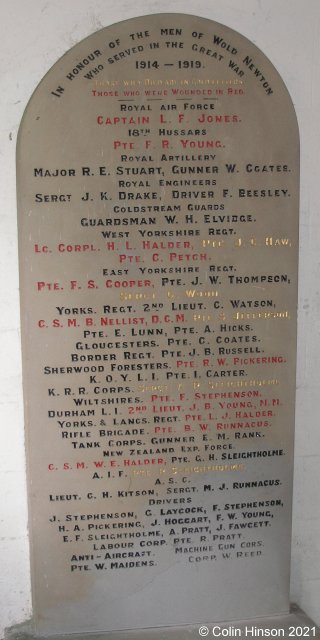 IN HONOUR OF THE MEN OF WOLD NEWTON
WHO SERVED IN THE GREAT WAR
1914 — 1919.
THOSE WHO WERE WOUNDED IN RED.
ROYAL AIR FORCE
CAPTAIN L. F. JONES.
18TH HUSSARS
PTE. F. R. YOUNG.
ROYAL ARTILLERY
MAJOR R. E. STUART, GUNNER W. COATES.
ROYAL ENGINEERS
SERGT J. K. DRAKE, DRIVER F. BEESLEY.
COLDSTREAM GUARDS
GUARDSMAN W. H. ELVIDGE.
WEST YORKSHIRE REGT.
LC. CORPL. H. L. HALDER, PTE. J. C. HAW,
PTE. C. PETCH.
EAST YORKSHIRE REGT.
PTE. F. S. COOPER, PTE. J. W. THOMPSON,
YORKS. REGT. 2ND LIEUT. G. WATSON,
C. S. M. B. NELLIST, D.C.M. PTE.
PTE. E. LUNN, PTE. A. HICKS.
GLOUCESTERS. PTE. C. COATES.
BORDER REGT. PTE. J. B. RUSSELL.
SHERWOOD FORESTERS. PTE. R. W. PICKERING.
K. O. Y. L. I. PTE. I. CARTER.
K. R. R. CORPS.
WILTSHIRES. PTE. F. STEPHENSON.
DURHAM L. I. 2ND LIEUT. J. B. YOUNG, M.M.
YORKS. & LANCS. REGT. PTE. L. J. HALDER.
RIFLE BRIGADE. PTE. B. W. RUNNACUS.
TANK CORPS. GUNNER E. M. RANK.
NEW ZEALAND EXP. FORCE.
C. S. M. W. E. HALDER, PTE. G. H. SLEIGHTHOLME.
A. I. F. PTE. SLEIGHTHOLME.
A. S. C.
LIEUT. G. H. KITSON, SERGT. M. J. RUNNACUS.
DRIVERS
J. STEPHENSON, G. LAYCOCK, F. STEPHENSON,
H. A. PICKERING, J. HOGGART, F. W. YOUNG,
E. F. SLEIGHTHOLME, A. PRATT, J. FAWCETT.
LABOUR CORP. PTE. R. PRATT
ANTI-AIRCRAFT. MACHINE GUN CORS.
PTE. W. MAIDENS. CORP. W. REED.
© Colin Hinson 2021